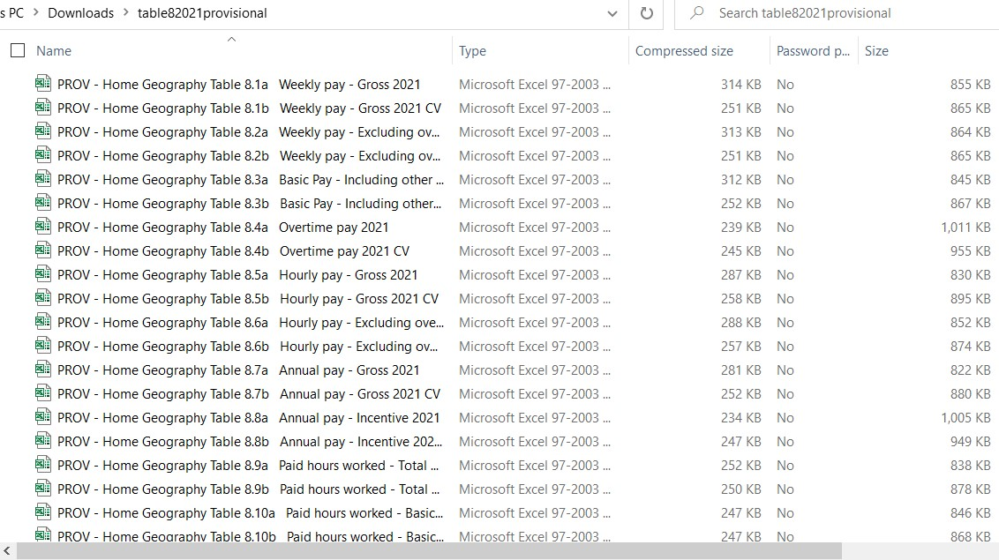 s PC > Downloads > table82021provisional Search table82021provisional
Name Type Compressed size Password p... Size
PROV - Home Geography Table 8.1a Weekly pay - Gross 2021 Microsoft Excel 97-2003 ... 314 KB No 855 KB
PROV - Home Geography Table 8.1b Weekly pay - Gross 2021 CV Microsoft Excel 97-2003 ... 251 KB No 865 KB
PROV - Home Geography Table 8.2a Weekly pay - Excluding ov... Microsoft Excel 97-2003 ... 313 KB No 864 KB
PROV - Home Geography Table 8.2b Weekly pay - Excluding ov... Microsoft Excel 97-2003 ... 251 KB No 865 KB
PROV - Home Geography Table 8.3a Basic Pay - Including other ... Microsoft Excel 97-2003 ... 312 KB No 845 KB
PROV - Home Geography Table 8.3b Basic Pay - Including other... Microsoft Excel 97-2003 ... 252 KB No 867 KB
PROV - Home Geography Table 8.4a Overtime pay 2021 Microsoft Excel 97-2003 ... 239 KB No 1,011 KB
PROV - Home Geography Table 8.4b Overtime pay 2021 CV Microsoft Excel 97-2003 ... 245 KB No 955 KB
PROV - Home Geography Table 8.5a Hourly pay - Gross 2021 Microsoft Excel 97-2003 ... 287 KB No 830 KB
PROV - Home Geography Table 8.5b Hourly pay - Gross 2021 CV Microsoft Excel 97-2003 ... 258 KB No 895 KB
PROV - Home Geography Table 8.6a Hourly pay - Excluding ove... Microsoft Excel 97-2003 ... 288 KB No 852 KB
PROV - Home Geography Table 8.6b Hourly pay - Excluding ov... Microsoft Excel 97-2003 ... 257 KB No 874 KB
PROV - Home Geography Table 8.7a Annual pay - Gross 2021 Microsoft Excel 97-2003 ... 281 KB No 822 KB
PROV - Home Geography Table 8.7b Annual pay - Gross 2021 CV Microsoft Excel 97-2003 ... 252 KB No 880 KB
PROV - Home Geography Table 8.8a Annual pay - Incentive 2021 Microsoft Excel 97-2003 ... 234 KB No 1,005 KB
PROV - Home Geography Table 8.8b Annual pay - Incentive 202... Microsoft Excel 97-2003 ... 247 KB No 949 KB
PROV - Home Geography Table 8.9a Paid hours worked - Total ... Microsoft Excel 97-2003 ... 252 KB No 838 KB
PROV - Home Geography Table 8.9b Paid hours worked - Total ... Microsoft Excel 97-2003 ... 250 KB No 878 KB
PROV - Home Geography Table 8.10a Paid hours worked - Basic... Microsoft Excel 97-2003 ... 247 KB No 846 KB
PROV - Home Geography Table 8.10b Paid hours worked - Basic... Microsoft Excel 97-2003 ... 247 KB No 868 KB